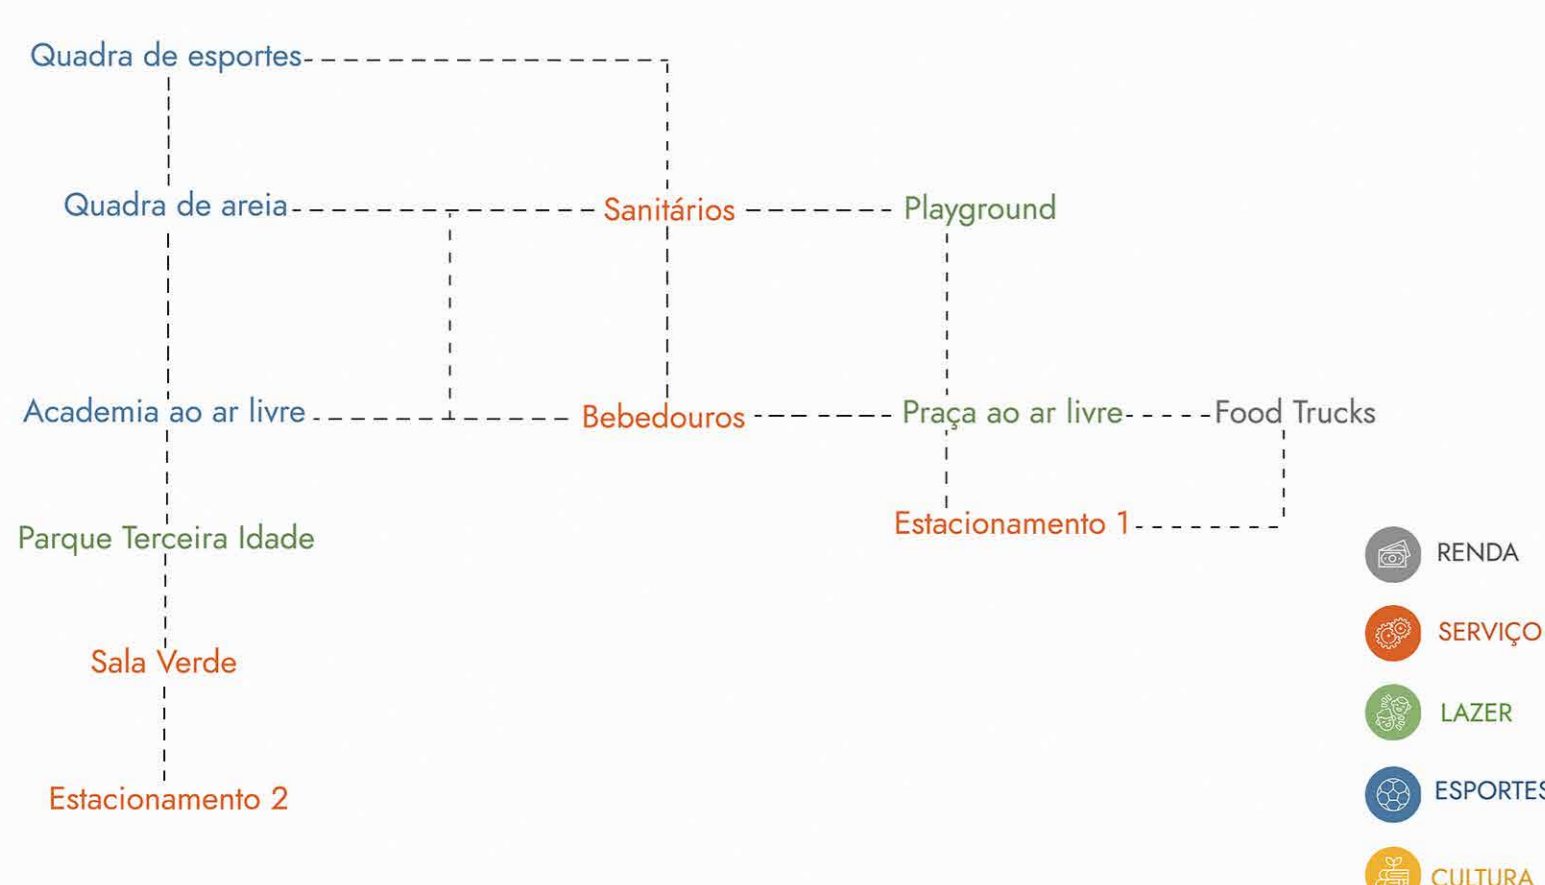 Quadra de esportes
Quadra de areia
Sanitários
Playground
Academia ao ar livre
Bebedouros
Praça ao ar livre
Food Trucks
Estacionamento 1
Parque Terceira Idade
Sala Verde
Estacionamento 2
RENDA
SERVIÇO
LAZER
ESPORTES
CULTURA